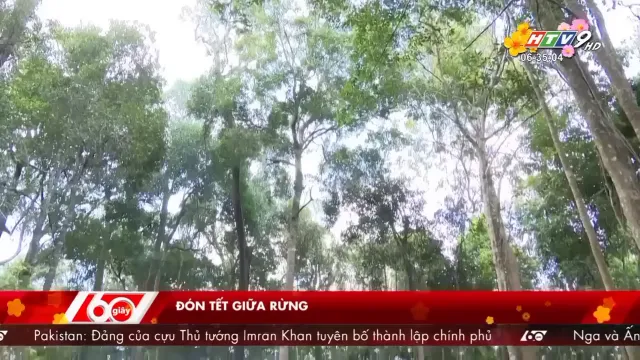 HTV9 HD
06:35:04
60 giây
ĐÓN TẾT GIỮA RỪNG
Pakistan: Đảng của cựu Thủ tướng Imran Khan tuyên bố thành lập chính phủ 60 Nga và Ấn